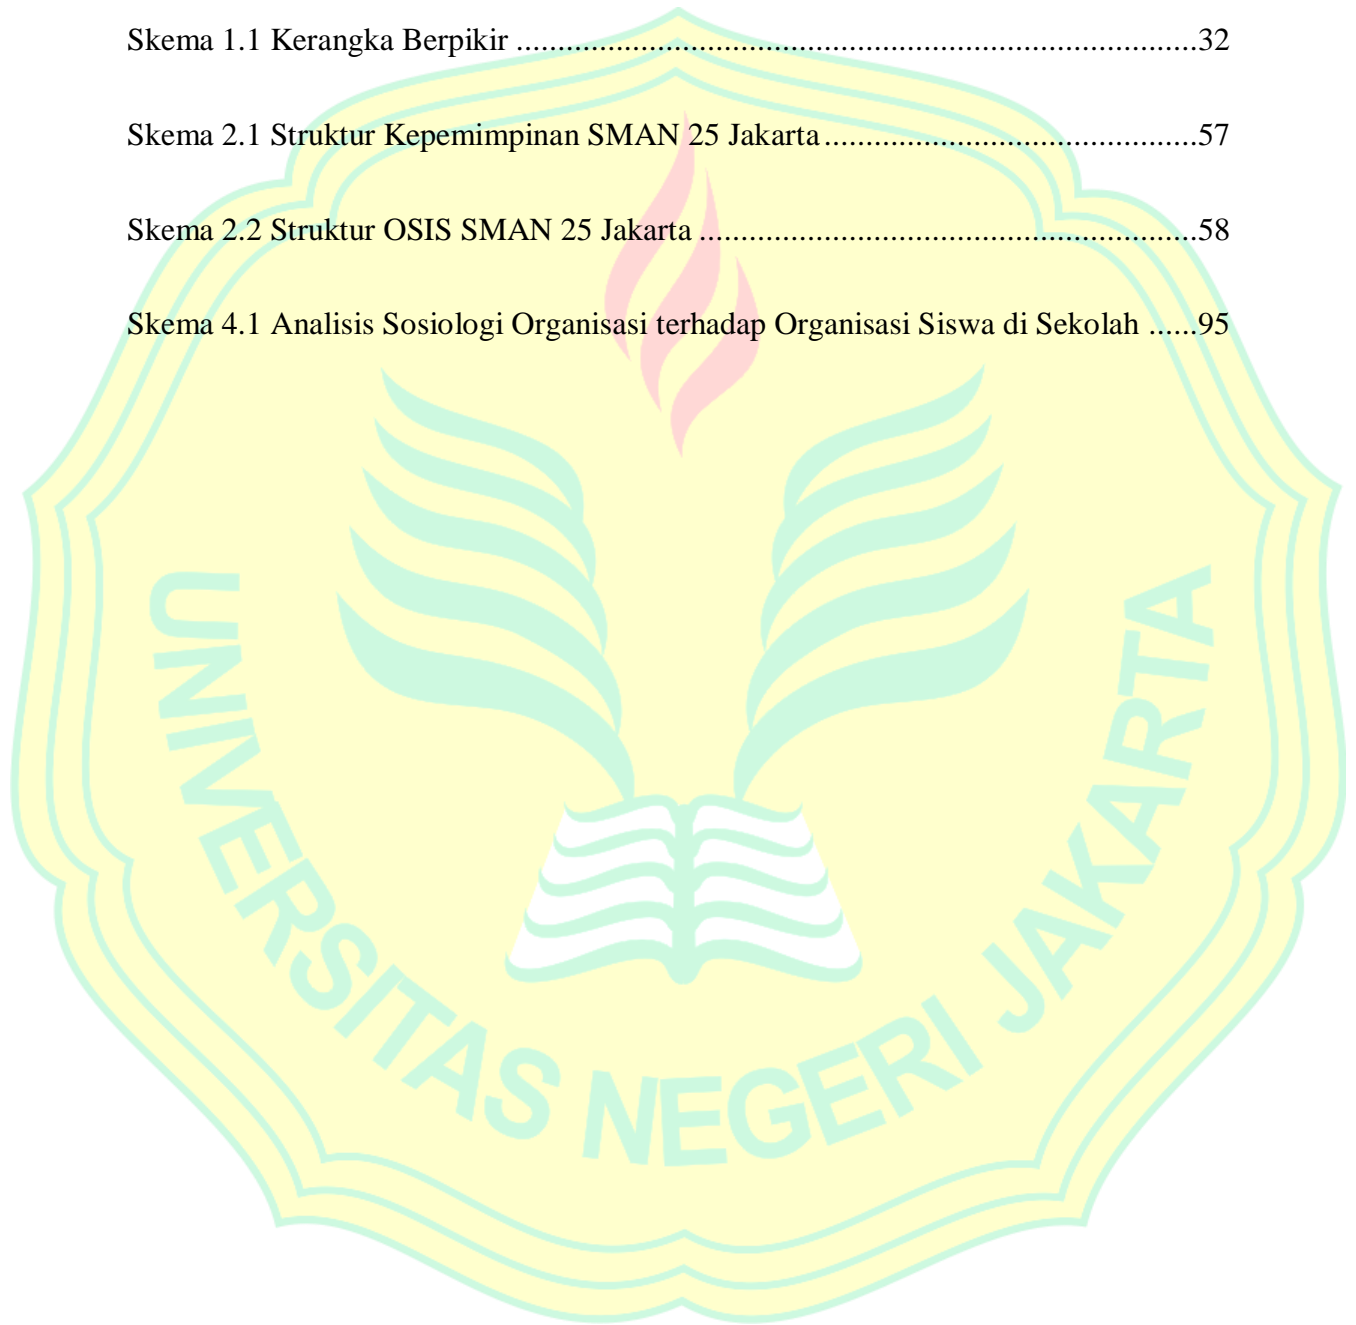 Skema 1.1 Kerangka Berpikir ....................................................................................32
Skema 2.1 Struktur Kepemimpinan SMAN 25 Jakarta .............................................57
Skema 2.2 Struktur OSIS SMAN 25 Jakarta ............................................................58
Skema 4.1 Analisis Sosiologi Organisasi terhadap Organisasi Siswa di Sekolah ......95
UNIVERSITAS NEGERI JAKARTA